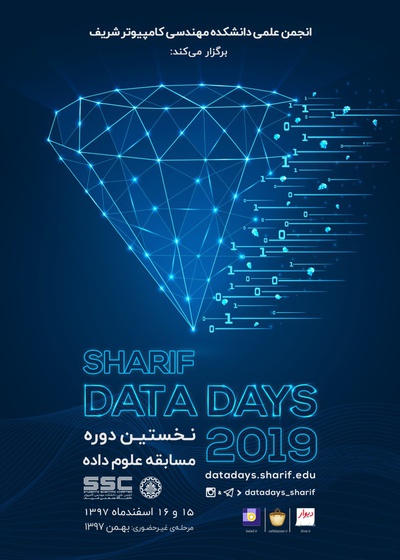 انجمن علمی دانشکده مهندسی کامپیوتر شریف
برگزار می‌کند:
SHARIF
DATA DAYS
نخستین دوره
مسابقه علوم داده
2019
datadays.sharif.edu
& > datadays_sharif
SSC
۱۵ و ۱۶ اسفندماه ۱۳۹۷
مرحله‌ی غیرحضوری: بهمن ۱۳۹۷
دیوار